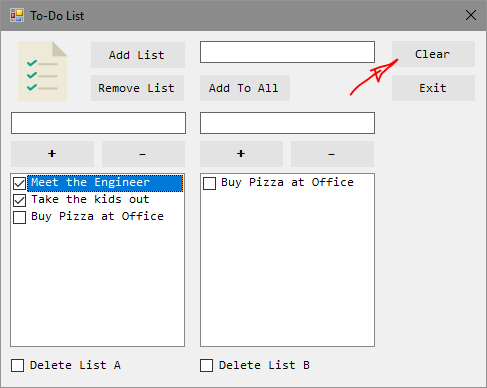 To-Do List
Add List
Clear
Remove List
Add To All
Exit
+
-
+
-
Meet the Engineer
Take the kids out
Buy Pizza at Office
Buy Pizza at Office
Delete List A
Delete List B